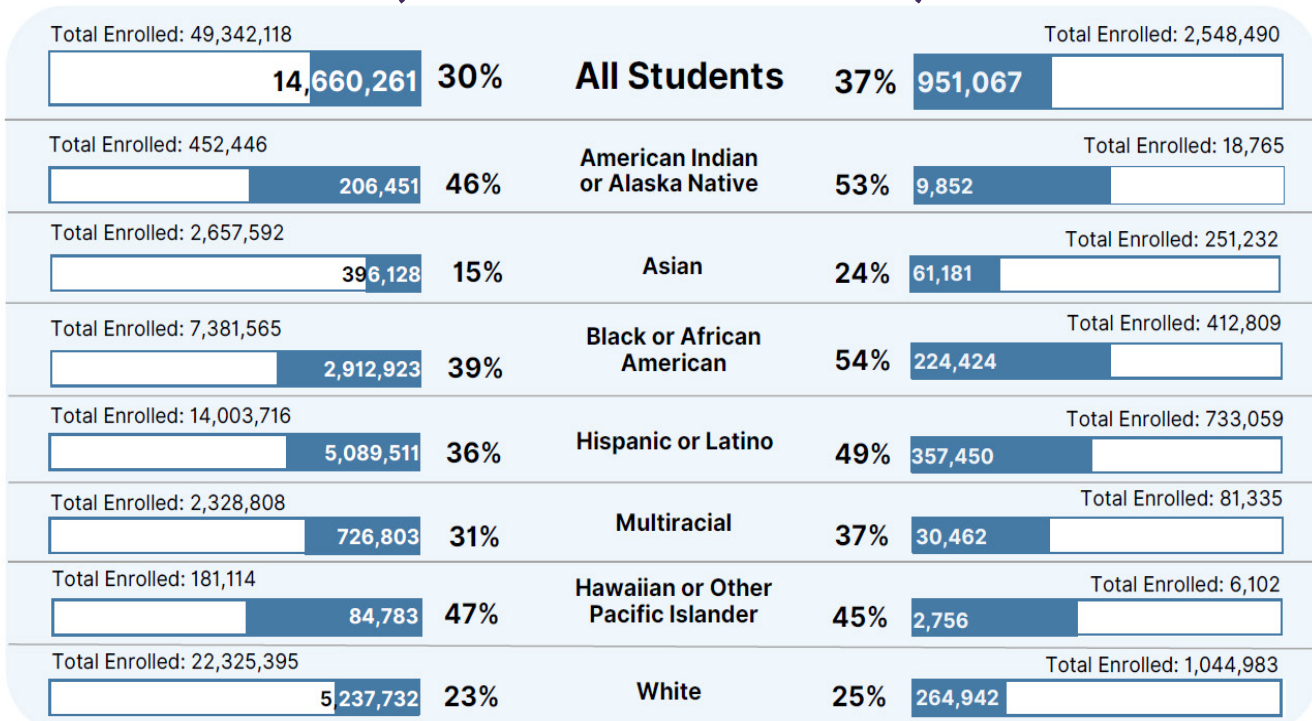 Total Enrolled: 49,342,118
Total Enrolled: 2,548,490
14,660,261 30% All Students 37% 951,067
Total Enrolled: 452,446
Total Enrolled: 18,765
American Indian
or Alaska Native
206,451 46% 53% 9,852
Total Enrolled: 2,657,592
Total Enrolled: 251,232
396,128 15% Asian 24% 61,181
Total Enrolled: 7,381,565
Total Enrolled: 412,809
Black or African
American
2,912,923 39% 54% 224,424
Total Enrolled: 14,003,716
Total Enrolled: 733,059
5,089,511 36% Hispanic or Latino 49% 357,450
Total Enrolled: 2,328,808
Total Enrolled: 81,335
726,803 31% Multiracial 37% 30,462
Total Enrolled: 181,114
Total Enrolled: 6,102
Hawaiian or Other
Pacific Islander
84,783 47% 45% 2,756
Total Enrolled: 22,325,395
Total Enrolled: 1,044,983
5,237,732 23% White 25% 264,942